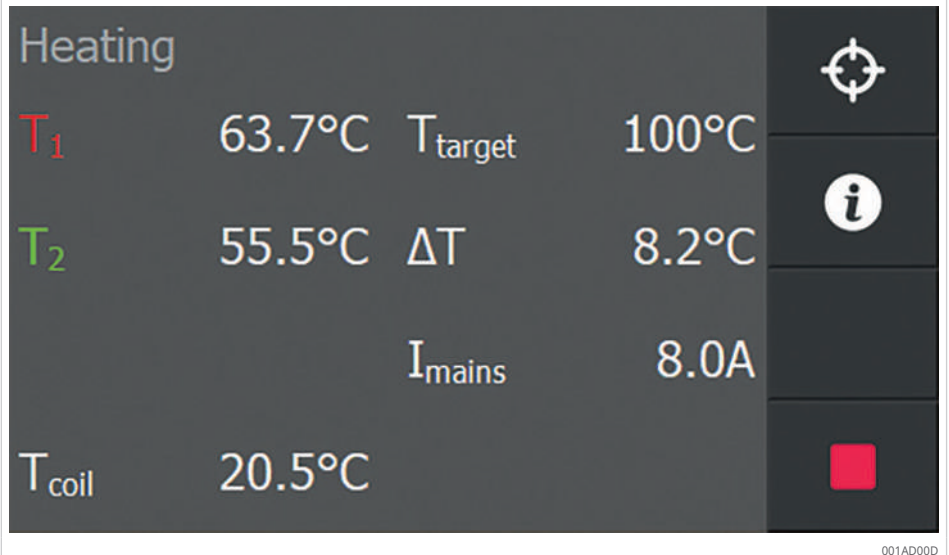 Heating
T1 63.7°C Ttarget 100°C
T2 55.5°C ΔT 8.2°C
Imains 8.0A
Tcoil 20.5°C
i
001AD00D